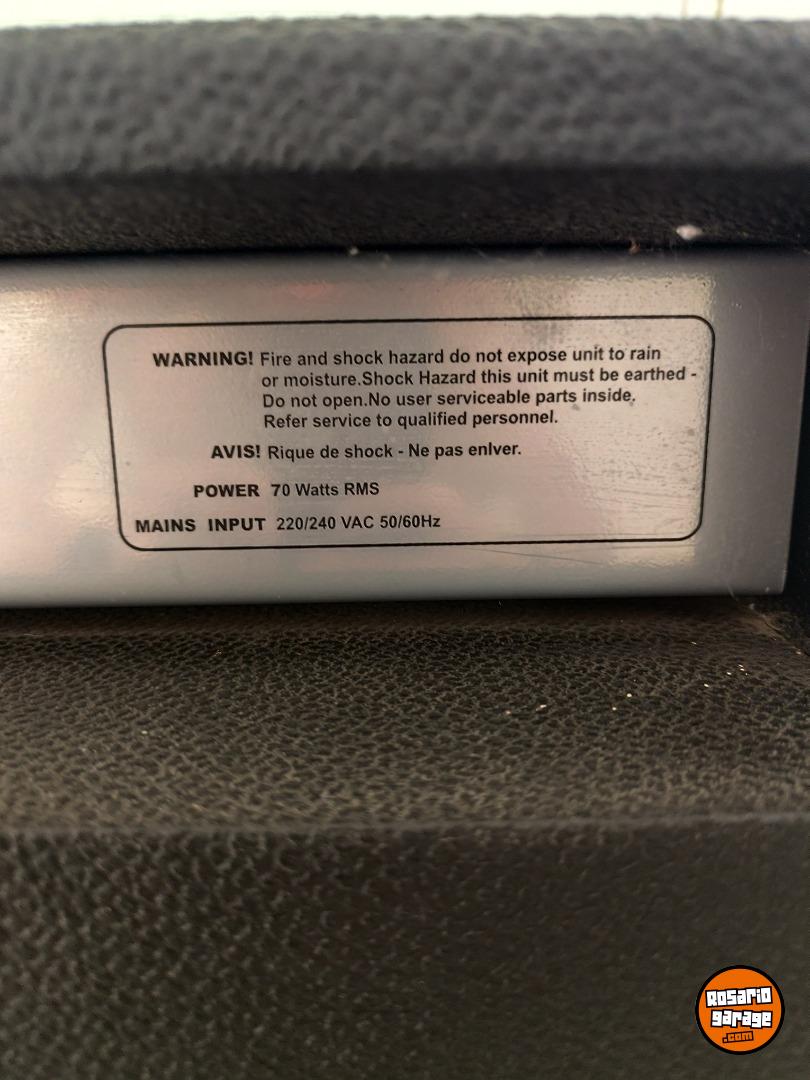 WARNING! Fire and shock hazard do not expose unit to rain
or moisture.Shock Hazard this unit must be earthed -
Do not open.No user serviceable parts inside.
Refer service to qualified personnel.
AVIS! Rique de shock - Ne pas enlver.
POWER 70 Watts RMS
MAINS INPUT 220/240 VAC 50/60Hz
Rosario
garage
.com